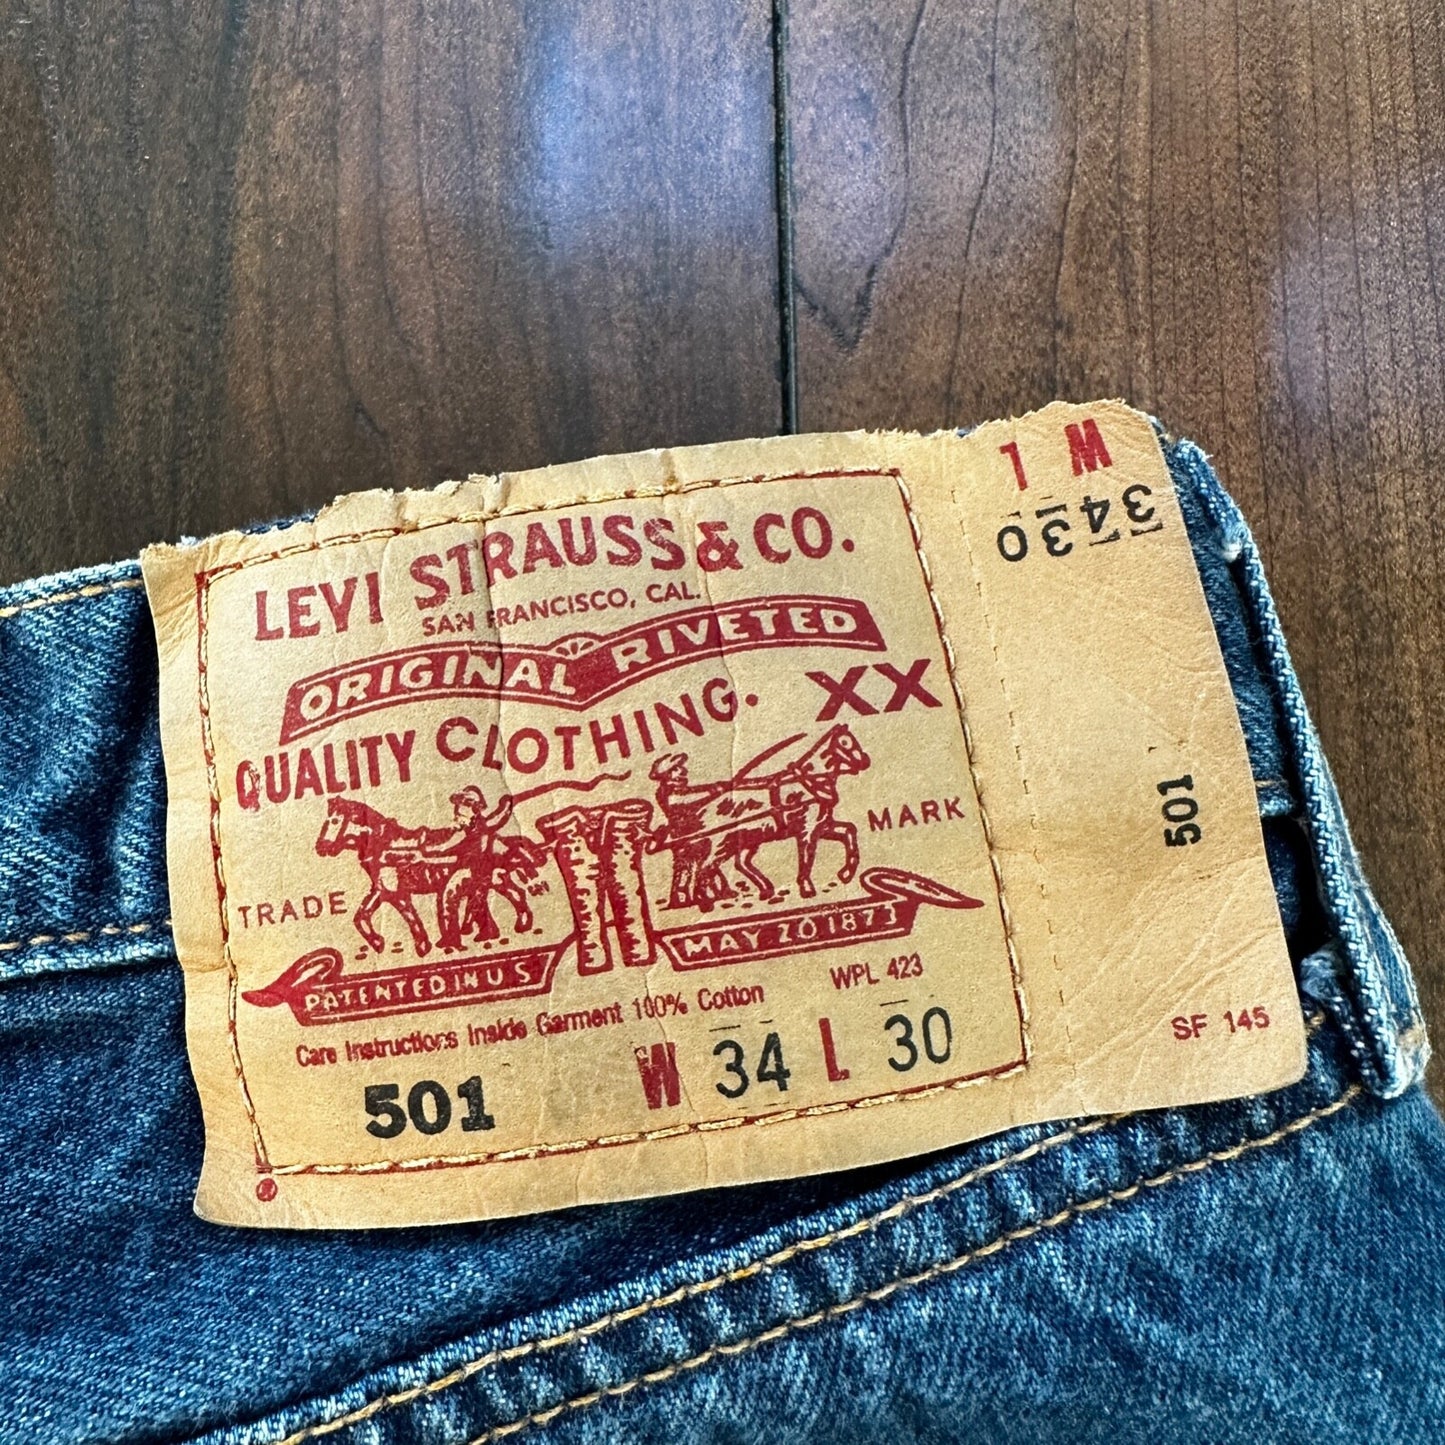 LEVI STRAUSS & CO.
SAN FRANCISCO, CAL.
ORIGINAL RIVETED
QUALITY CLOTHING. XX
TRADE MARK
PATENTED IN U S MAY 20 1873
WPL 423
Care Instructions Inside Garment 100% Cotton
501 W 34 L 30
W L
3430
501
SF 145